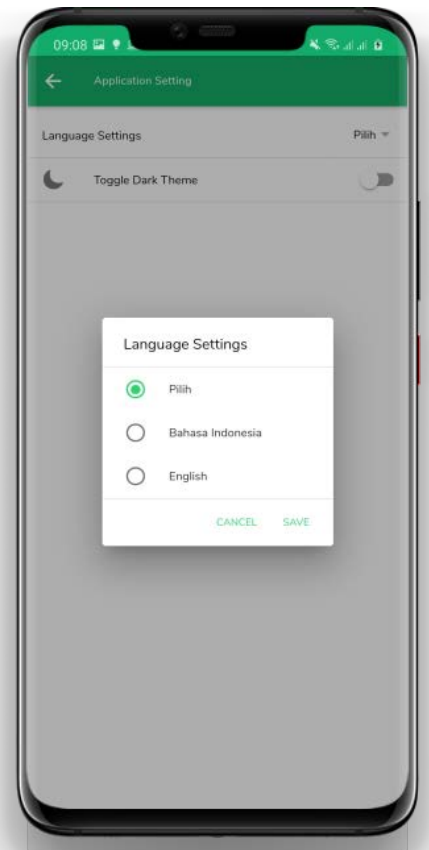 09:08
Application Setting
Language Settings Pilih
Toggle Dark Theme
Language Settings
Pilih
Bahasa Indonesia
English
CANCEL SAVE